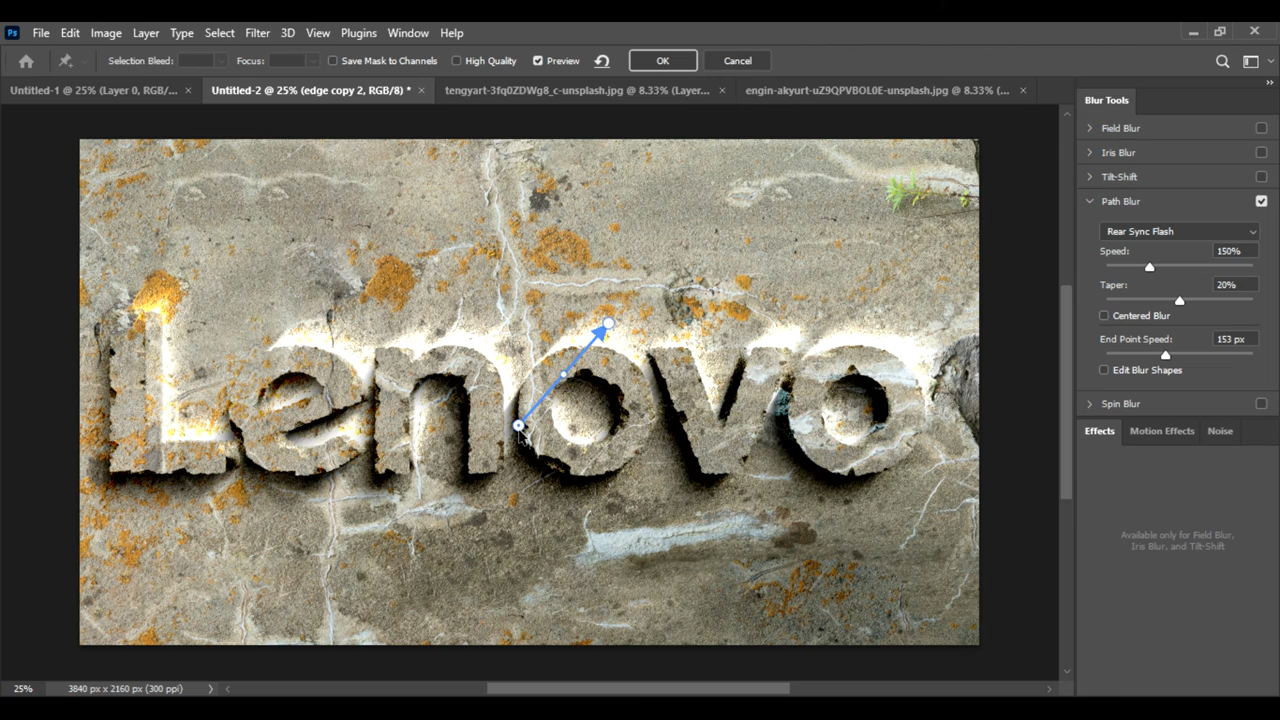 Ps File Edit Image Layer Type Select Filter 3D View Plugins Window Help
Selection Bleed: Focus: Save Mask to Channels High Quality Preview OK Cancel
Untitled-1 @ 25% (Layer 0, RGB/... × Untitled-2 @ 25% (edge copy 2, RGB/8) * × tengyart-3fq0ZDWg8_c-unsplash.jpg @ 8.33% (Layer... × engin-akyurt-uZ9QPVBOL0E-unsplash.jpg @ 8.33% (... ×
Blur Tools
Field Blur
Iris Blur
Tilt-Shift
Path Blur
Rear Sync Flash
Speed: 150%
Taper: 20%
Centered Blur
End Point Speed: 153 px
Edit Blur Shapes
Spin Blur
Effects Motion Effects Noise
Available only for Field Blur,
Iris Blur, and Tilt-Shift
Lenovo
25% 3840 px x 2160 px (300 ppi)